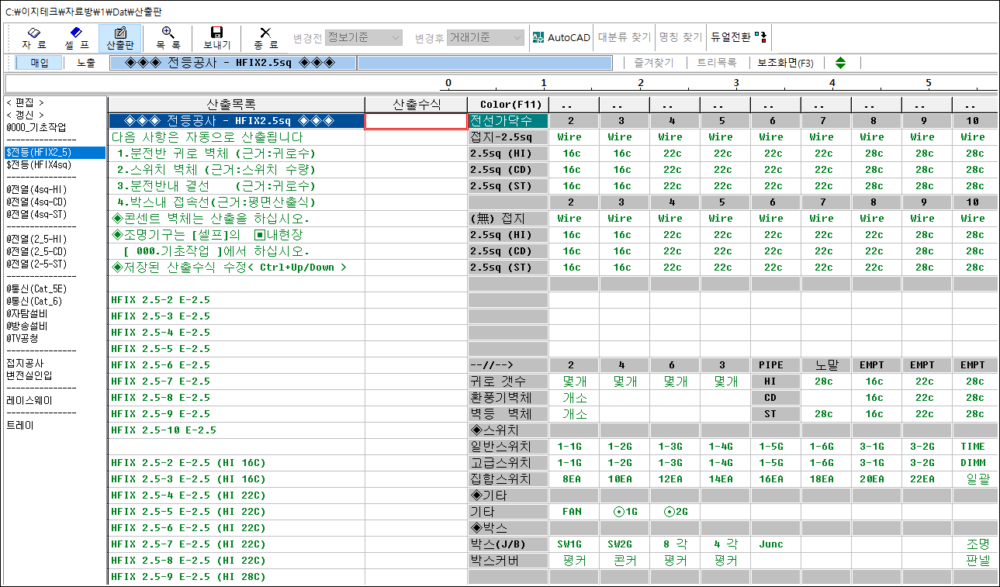 C:₩이지테크₩자료방₩1₩Dat₩산출판
자 료 셀 프 산출판 목 록 보내기 종 료 변경전 정보기준 변경후 거래기준 AutoCAD 대분류 찾기 명칭 찾기 듀얼전환
매입 노출 ◈◈◈ 전등공사 - HFIX2.5sq ◈◈◈ 즐겨찾기 트리목록 보조화면(F3)
0 1 2 3 4 5
< 편집 >
< 갱신 >
@000_기초작업
---------------
$전등(HFIX2_5)
$전등(HFIX4sq)
---------------
@전열(4sq-HI)
@전열(4sq-CD)
@전열(4sq-ST)
---------------
@전열(2_5-HI)
@전열(2_5-CD)
@전열(2-5-ST)
---------------
@통신(Cat_5E)
@통신(Cat_6)
@자탐설비
@방송설비
@TV공청
---------------
접지공사
변전실인입
---------------
레이스웨이
---------------
트레이
산출목록 산출수식 Color(F11) .. .. .. .. .. .. .. .. ..
◈◈◈ 전등공사 - HFIX2.5sq ◈◈◈ 전선가닥수 2 3 4 5 6 7 8 9 10
다음 사항은 자동으로 산출됩니다 접지-2.5sq Wire Wire Wire Wire Wire Wire Wire Wire Wire
1.분전반 귀로 벽체 (근거:귀로수) 2.5sq (HI) 16c 16c 22c 22c 22c 22c 28c 28c 28c
2.스위치 벽체 (근거:스위치 수량) 2.5sq (CD) 16c 16c 22c 22c 22c 22c 28c 28c 28c
3.분전반내 결선 (근거:귀로수) 2.5sq (ST) 16c 16c 22c 22c 22c 22c 28c 28c 28c
4.박스내 접속선(근거:평면산출식) 2 3 4 5 6 7 8 9 10
◈콘센트 벽체는 산출을 하십시오. (無) 접지 Wire Wire Wire Wire Wire Wire Wire Wire Wire
◈조명기구는 [셀프]의 ▣내현장 2.5sq (HI) 16c 16c 22c 22c 22c 22c 22c 28c 28c
[ 000.기초작업 ]에서 하십시오. 2.5sq (CD) 16c 16c 22c 22c 22c 22c 22c 28c 28c
◈저장된 산출수식 수정< Ctrl+Up/Down > 2.5sq (ST) 16c 16c 22c 22c 22c 22c 22c 28c 28c
HFIX 2.5-2 E-2.5
HFIX 2.5-3 E-2.5
HFIX 2.5-4 E-2.5
HFIX 2.5-5 E-2.5
HFIX 2.5-6 E-2.5 --//--> 2 4 6 3 PIPE 노말 EMPT EMPT EMPT
HFIX 2.5-7 E-2.5 귀로 갯수 몇개 몇개 몇개 몇개 HI 28c 16c 22c 28c
HFIX 2.5-8 E-2.5 환풍기벽체 개소 CD 16c 22c 28c
HFIX 2.5-9 E-2.5 벽등 벽체 개소 ST 28c 16c 22c 28c
HFIX 2.5-10 E-2.5 ◈스위치
일반스위치 1-1G 1-2G 1-3G 1-4G 1-5G 1-6G 3-1G 3-2G TIME
HFIX 2.5-2 E-2.5 (HI 16C) 고급스위치 1-1G 1-2G 1-3G 1-4G 1-5G 1-6G 3-1G 3-2G DIMM
HFIX 2.5-3 E-2.5 (HI 16C) 집합스위치 8EA 10EA 12EA 14EA 16EA 18EA 20EA 22EA 일괄
HFIX 2.5-4 E-2.5 (HI 22C) ◈기타
HFIX 2.5-5 E-2.5 (HI 22C) 기타 FAN ⊙1G ⊙2G
HFIX 2.5-6 E-2.5 (HI 22C) ◈박스
HFIX 2.5-7 E-2.5 (HI 22C) 박스(J/B) SW1G SW2G 8 각 4 각 Junc 조명
HFIX 2.5-8 E-2.5 (HI 22C) 박스커버 평커 콘커 평커 평커 판넬
HFIX 2.5-9 E-2.5 (HI 28C)